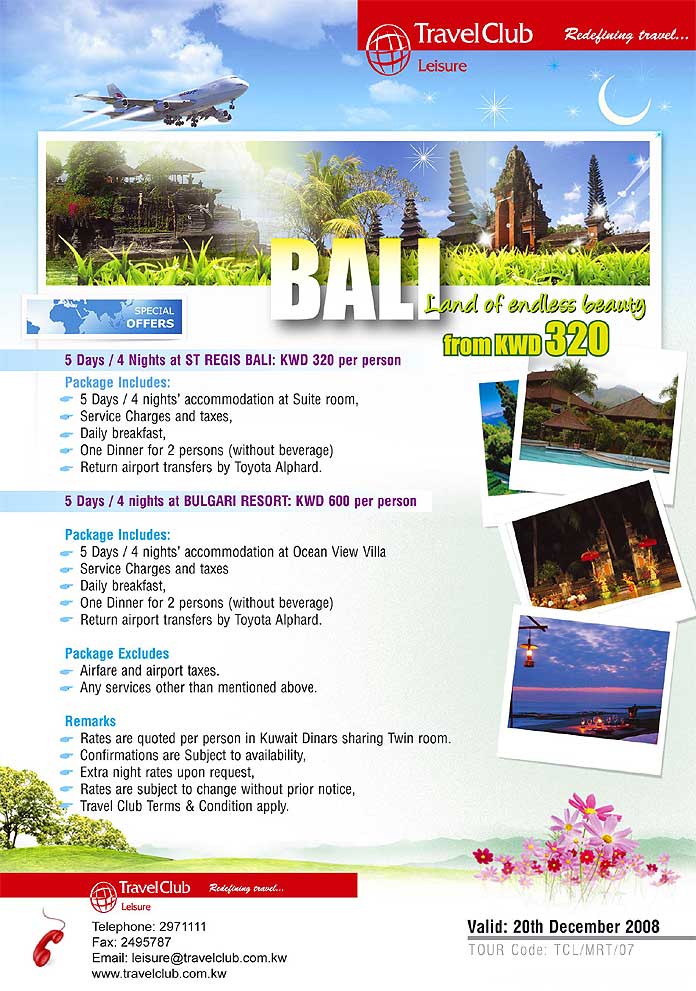 TravelClub
Redefining travel...
Leisure
BALI
Land of endless beauty
from KWD 320
SPECIAL
OFFERS
5 Days / 4 Nights at ST REGIS BALI: KWD 320 per person
Package Includes:
5 Days / 4 nights' accommodation at Suite room,
Service Charges and taxes,
Daily breakfast,
One Dinner for 2 persons (without beverage)
Return airport transfers by Toyota Alphard.
5 Days / 4 nights at BULGARI RESORT: KWD 600 per person
Package Includes:
5 Days / 4 nights' accommodation at Ocean View Villa
Service Charges and taxes
Daily breakfast,
One Dinner for 2 persons (without beverage)
Return airport transfers by Toyota Alphard.
Package Excludes
Airfare and airport taxes.
Any services other than mentioned above.
Remarks
Rates are quoted per person in Kuwait Dinars sharing Twin room.
Confirmations are Subject to availability,
Extra night rates upon request,
Rates are subject to change without prior notice,
Travel Club Terms & Condition apply.
TravelClub
Redefining travel...
Leisure
Telephone: 2971111
Fax: 2495787
Email: leisure@travelclub.com.kw
www.travelclub.com.kw
Valid: 20th December 2008
TOUR Code: TCL/MRT/07